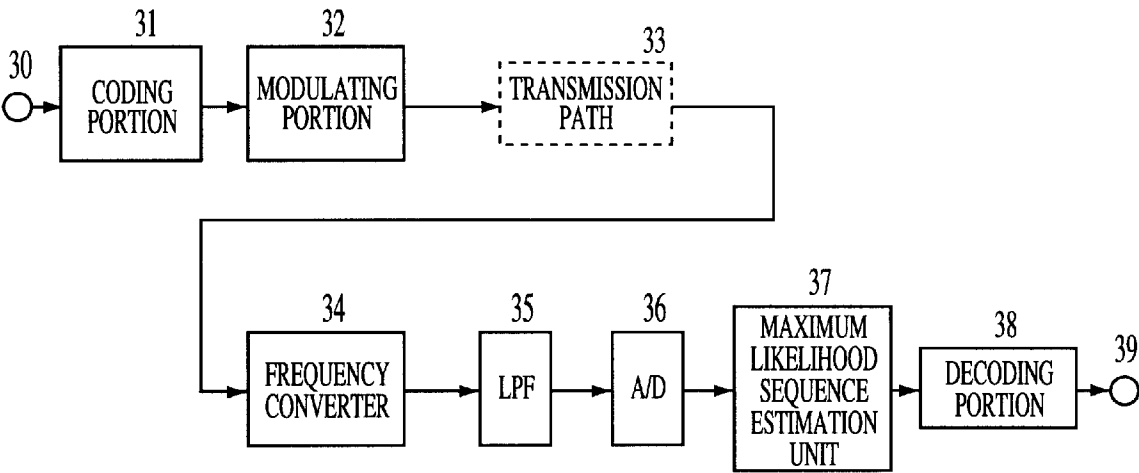 30
31
CODING
PORTION
32
MODULATING
PORTION
33
TRANSMISSION
PATH
34
FREQUENCY
CONVERTER
35
LPF
36
A/D
37
MAXIMUM
LIKELIHOOD
SEQUENCE
ESTIMATION
UNIT
38
DECODING
PORTION
39